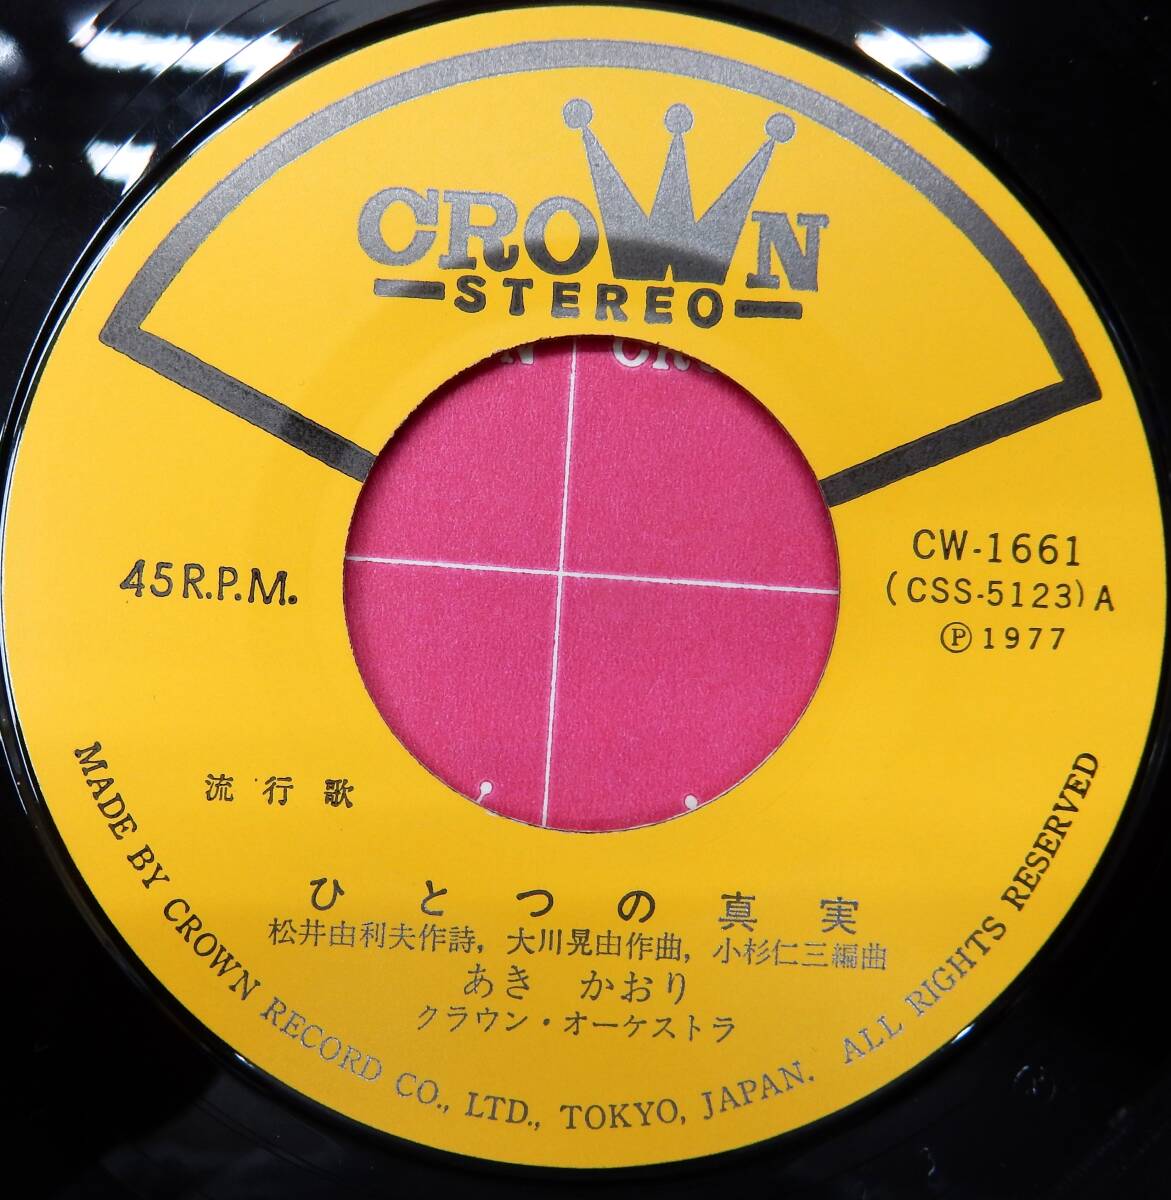 CROWN
STEREO
45 R.P.M.
CW-1661
(CSS-5123) A
Ⓟ 1977
流行歌
ひとつの真実
松井由利夫作詩, 大川晃由作曲, 小杉仁三編曲
あき かおり
クラウン・オーケストラ
MADE BY CROWN RECORD CO., LTD., TOKYO, JAPAN. ALL RIGHTS RESERVED